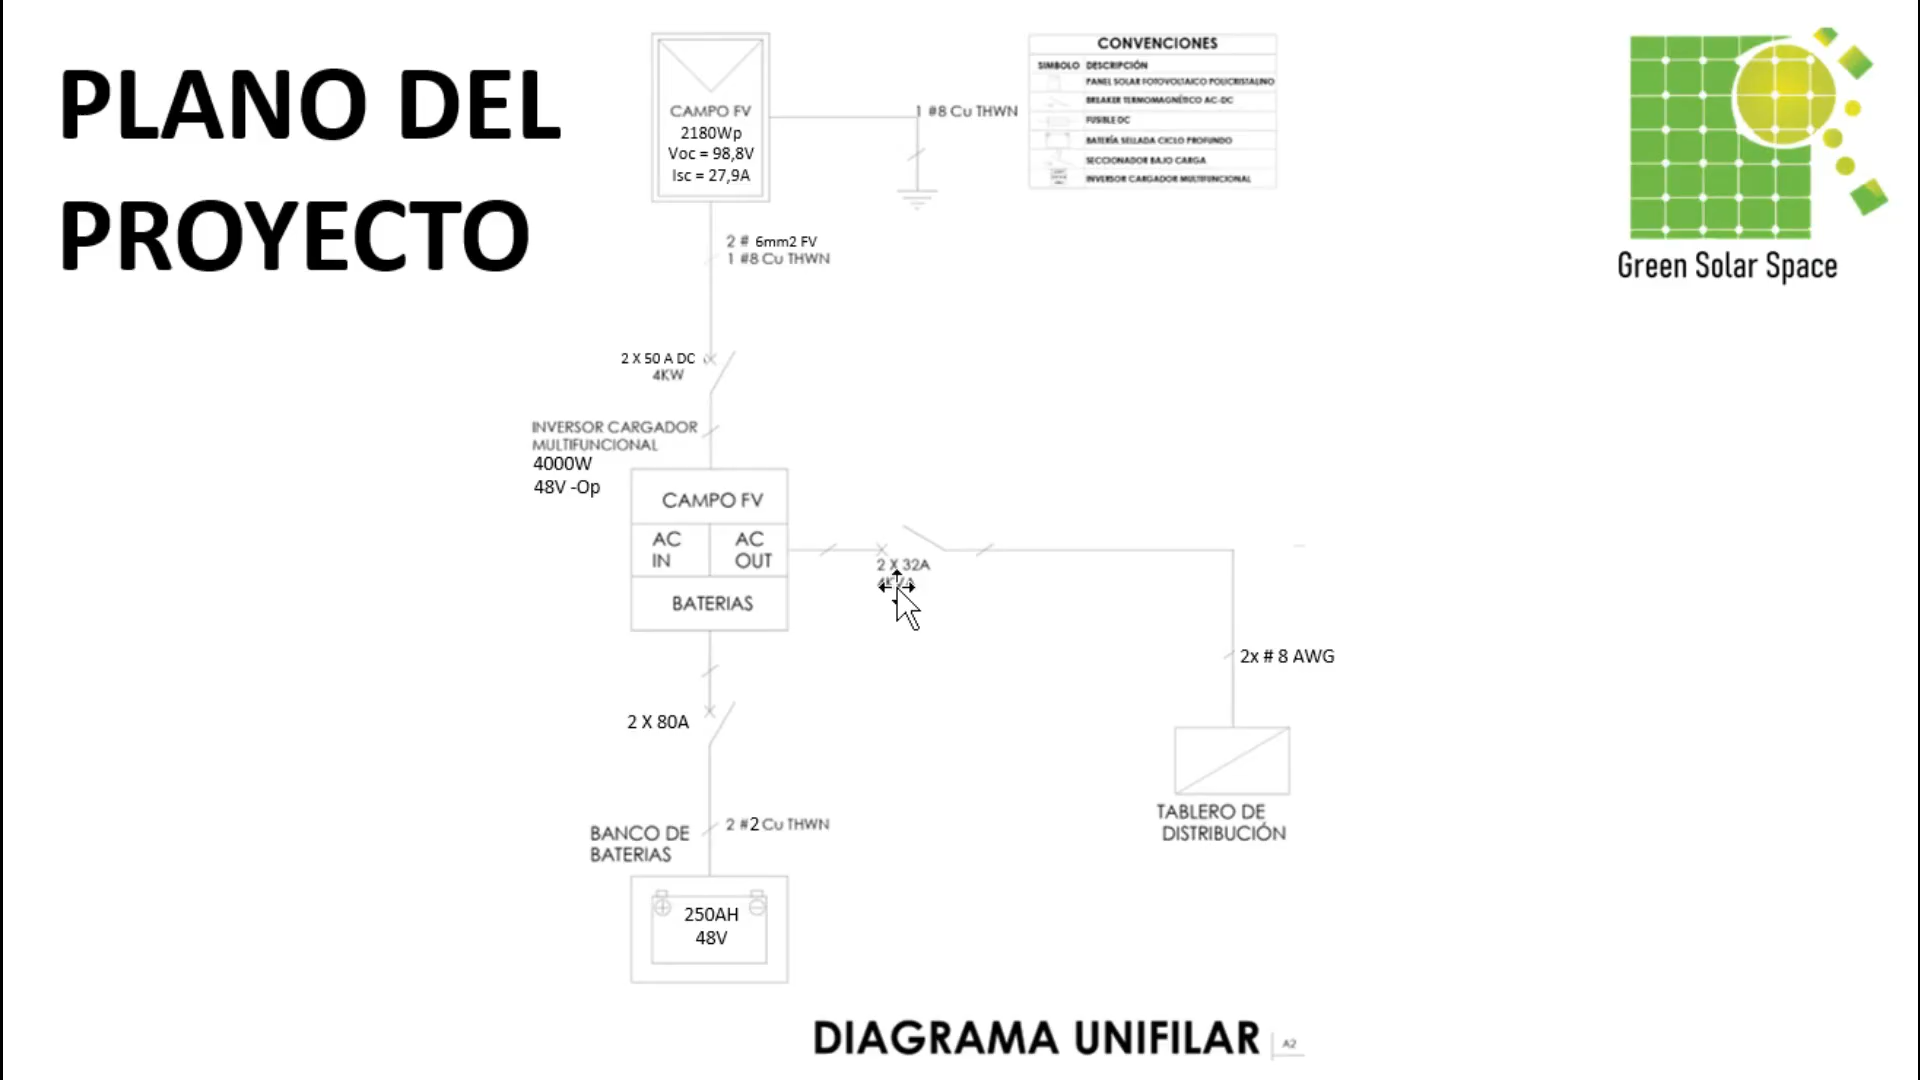 PLANO DEL
PROYECTO
CAMPO FV
2180Wp
Voc = 98,8V
Isc = 27,9A
1 #8 Cu THWN
CONVENCIONES
SIMBOLO DESCRIPCIÓN
PANEL SOLAR FOTOVOLTAICO POLICRISTALINO
BREAKER TERMOMAGNÉTICO AC-DC
FUSIBLE DC
BATERÍA SELLADA CICLO PROFUNDO
SECCIONADOR BAJO CARGA
INVERSOR CARGADOR MULTIFUNCIONAL
Green Solar Space
2 # 6mm2 FV
1 #8 Cu THWN
2 X 50 A DC
4KW
INVERSOR CARGADOR
MULTIFUNCIONAL
4000W
48V -Op
CAMPO FV
AC IN
AC OUT
BATERIAS
2 X 32A
2x # 8 AWG
2 X 80A
TABLERO DE
DISTRIBUCIÓN
2 #2 Cu THWN
BANCO DE
BATERIAS
250AH
48V
DIAGRAMA UNIFILAR
A2